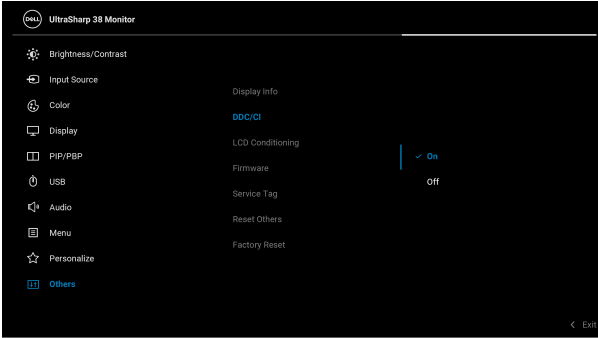 DELL UltraSharp 38 Monitor
Brightness/Contrast
Input Source
Color
Display
PIP/PBP
USB
Audio
Menu
Personalize
Others
Display Info
DDC/CI
LCD Conditioning
Firmware
Service Tag
Reset Others
Factory Reset
On
Off
Exit